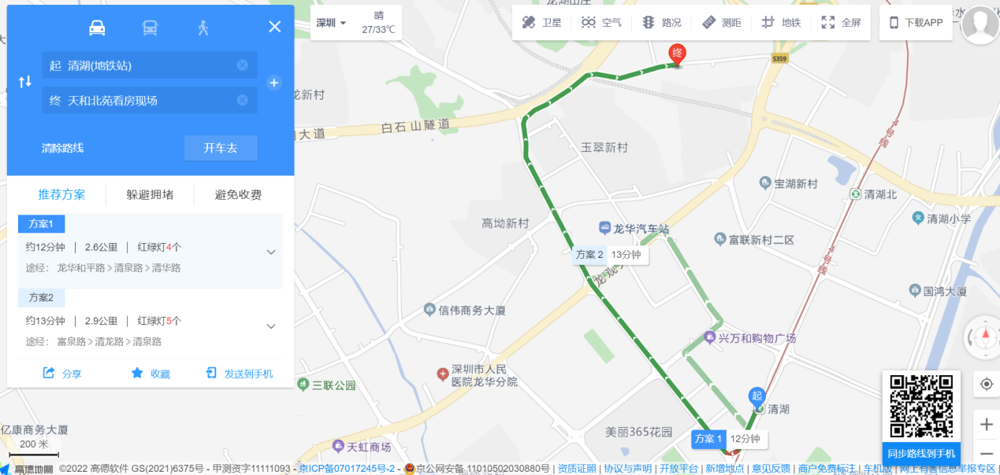 起 清湖(地铁站)
终 天和北苑看房现场
清除路线
开车去
推荐方案 躲避拥堵 避免收费
方案1
约12分钟 | 2.6公里 | 红绿灯4个
途经: 龙华和平路>清泉路>清华路
方案2
约13分钟 | 2.9公里 | 红绿灯5个
途经: 富泉路>清龙路>清泉路
分享 收藏 发送到手机
深圳
晴
27/33℃
卫星 空气 路况 测距 地铁 全屏
下载APP
终
S359
龙新村
白石山隧道
大道
玉翠新村
4号线
宝湖新村
清湖北
清湖小学
高坳新村
龙华汽车站
富联新村二区
方案 2 13分钟
龙观
4号线
国鸿大厦
信伟商务大厦
兴万和购物广场
深圳市人民
医院龙华分院
三联公园
起
清湖
美丽365花园
方案 1 12分钟
亿康商务大厦
天虹商场
200 米
同步路线到手机
高德地图 ©2022 高德软件 GS(2021)6375号 - 甲测资字11111093 - 京ICP备07017245号-2 - 京公网安备 11010502030880号 | 资质证照 | 协议与声明 | 开放平台 | 新增地点 | 意见反馈 | 商户免费标注 | 车机版 | 网上有害信息举报专区